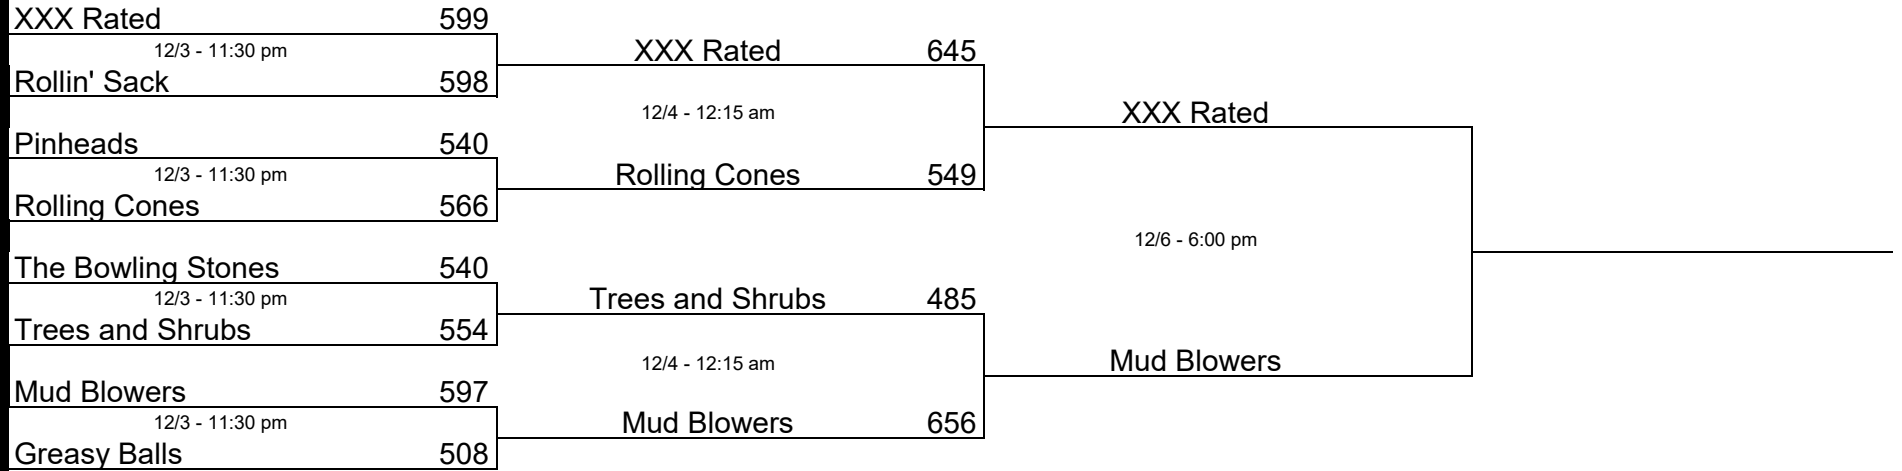 XXX Rated 599
12/3 - 11:30 pm
Rollin' Sack 598
Pinheads 540
12/3 - 11:30 pm
Rolling Cones 566
The Bowling Stones 540
12/3 - 11:30 pm
Trees and Shrubs 554
Mud Blowers 597
12/3 - 11:30 pm
Greasy Balls 508
XXX Rated 645
12/4 - 12:15 am
Rolling Cones 549
Trees and Shrubs 485
12/4 - 12:15 am
Mud Blowers 656
XXX Rated
12/6 - 6:00 pm
Mud Blowers